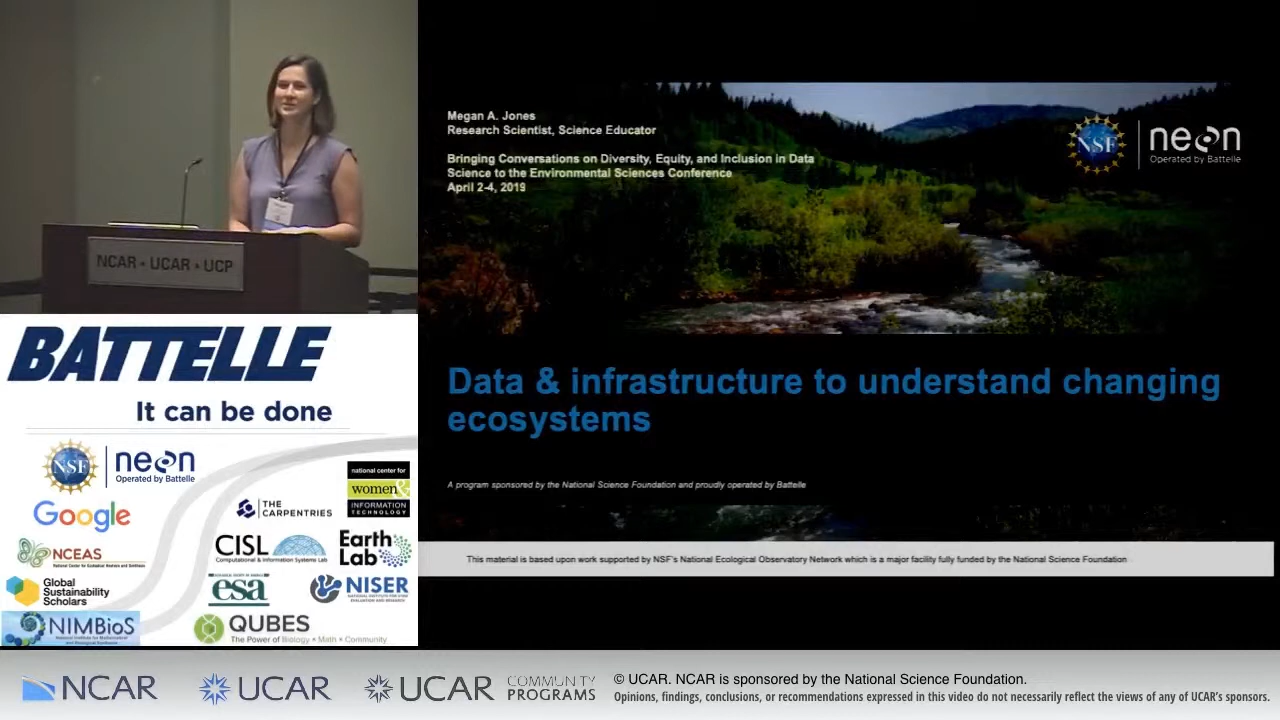 NCAR • UCAR • UCP
BATTELLE
It can be done
NSF
neon
Operated by Battelle
Google
THE
CARPENTRIES
national center for
women &
INFORMATION
TECHNOLOGY
NCEAS
CISL
Computational & Information Systems Lab
Earth
Lab
Global
Sustainability
Scholars
esa
NISER
NIMBioS
QUBES
The Power of Biology • Math • Community
Megan A. Jones
Research Scientist, Science Educator
Bringing Conversations on Diversity, Equity, and Inclusion in Data
Science to the Environmental Sciences Conference
April 2-4, 2019
NSF
neon
Operated by Battelle
Data & infrastructure to understand changing
ecosystems
A program sponsored by the National Science Foundation and proudly operated by Battelle
This material is based upon work supported by NSF's National Ecological Observatory Network which is a major facility fully funded by the National Science Foundation
NCAR
UCAR
UCAR
COMMUNITY
PROGRAMS
© UCAR. NCAR is sponsored by the National Science Foundation.
Opinions, findings, conclusions, or recommendations expressed in this video do not necessarily reflect the views of any of UCAR's sponsors.